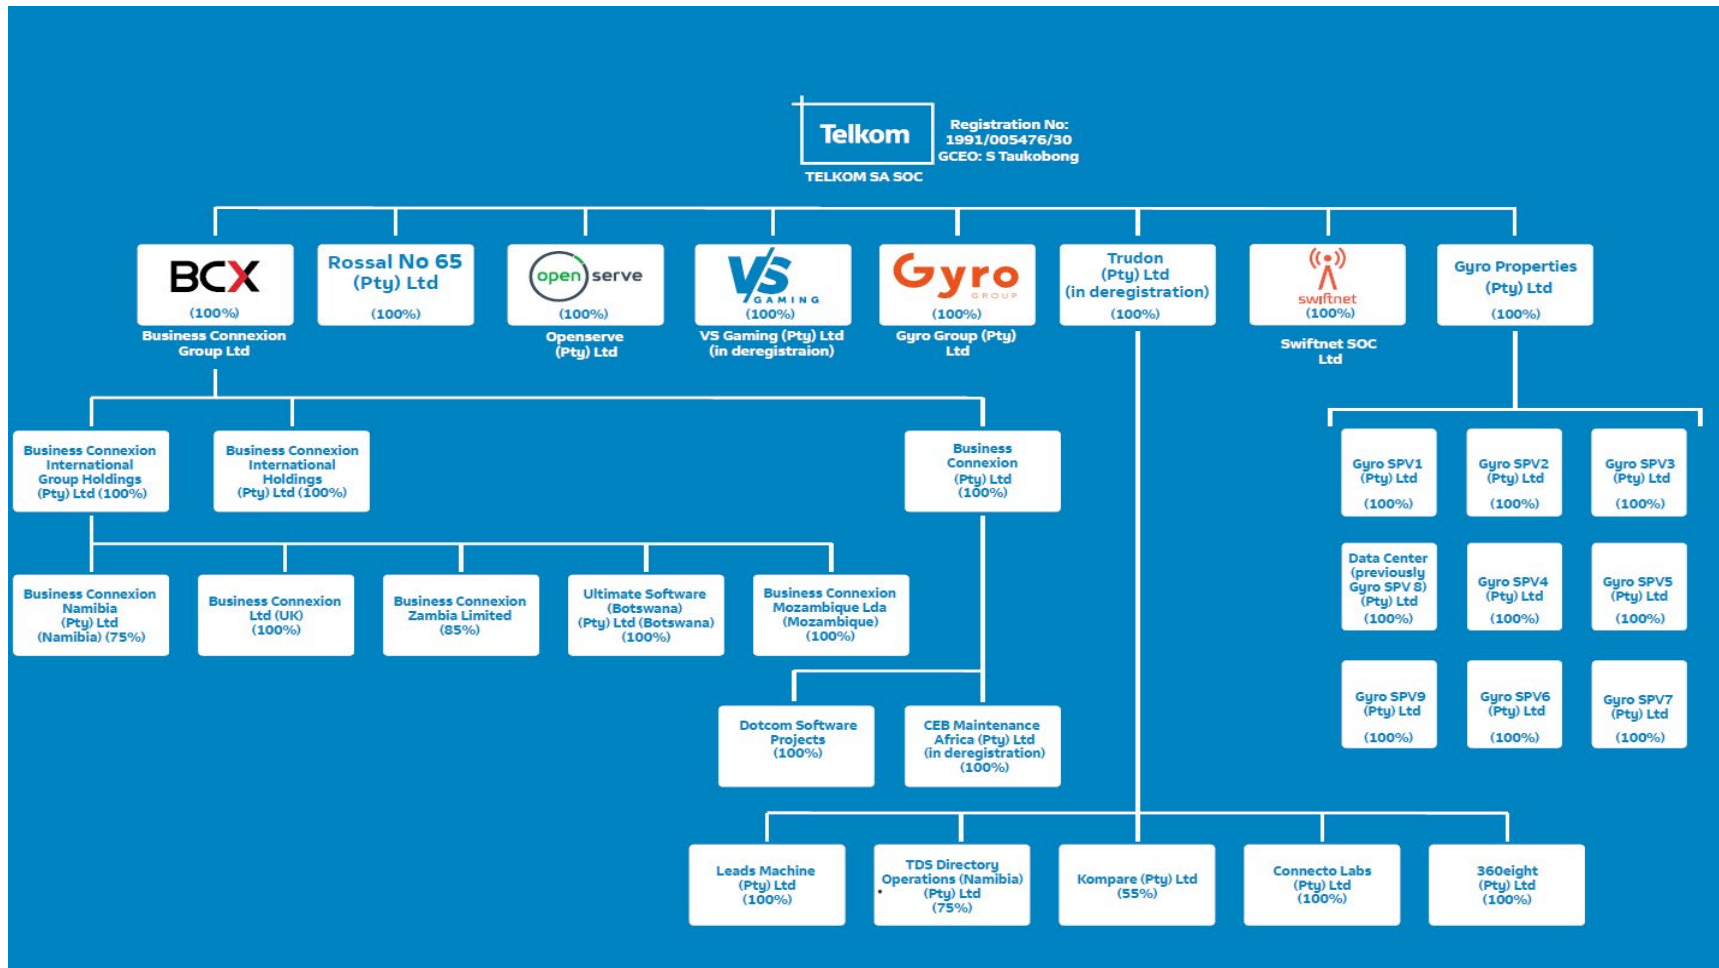 Telkom
Registration No:
1991/005476/30
GCEO: S Taukobong
TELKOM SA SOC
BCX
(100%)
Business Connexion
Group Ltd
Rossal No 65
(Pty) Ltd
(100%)
openserve
(100%)
Openserve
(Pty) Ltd
VS
GAMING
(100%)
VS Gaming (Pty) Ltd
(in deregistraion)
Gyro
GROUP
(100%)
Gyro Group (Pty)
Ltd
Trudon
(Pty) Ltd
(in deregistration)
(100%)
swiftnet
(100%)
Swiftnet SOC
Ltd
Gyro Properties
(Pty) Ltd
(100%)
Business Connexion
International
Group Holdings
(Pty) Ltd (100%)
Business Connexion
International
Holdings
(Pty) Ltd (100%)
Business
Connexion
(Pty) Ltd
(100%)
Gyro SPV1
(Pty) Ltd
(100%)
Gyro SPV2
(Pty) Ltd
(100%)
Gyro SPV3
(Pty) Ltd
(100%)
Business Connexion
Namibia
(Pty) Ltd
(Namibia) (75%)
Business Connexion
Ltd (UK)
(100%)
Business Connexion
Zambia Limited
(85%)
Ultimate Software
(Botswana)
(Pty) Ltd (Botswana)
(100%)
Business Connexion
Mozambique Lda
(Mozambique)
(100%)
Data Center
(previously
Gyro SPV 8)
(Pty) Ltd
(100%)
Gyro SPV4
(Pty) Ltd
(100%)
Gyro SPV5
(Pty) Ltd
(100%)
Dotcom Software
Projects
(100%)
CEB Maintenance
Africa (Pty) Ltd
(in deregistration)
(100%)
Gyro SPV9
(Pty) Ltd
(100%)
Gyro SPV6
(Pty) Ltd
(100%)
Gyro SPV7
(Pty) Ltd
(100%)
Leads Machine
(Pty) Ltd
(100%)
TDS Directory
Operations (Namibia)
• (Pty) Ltd
(75%)
Kompare (Pty) Ltd
(55%)
Connecto Labs
(Pty) Ltd
(100%)
360eight
(Pty) Ltd
(100%)